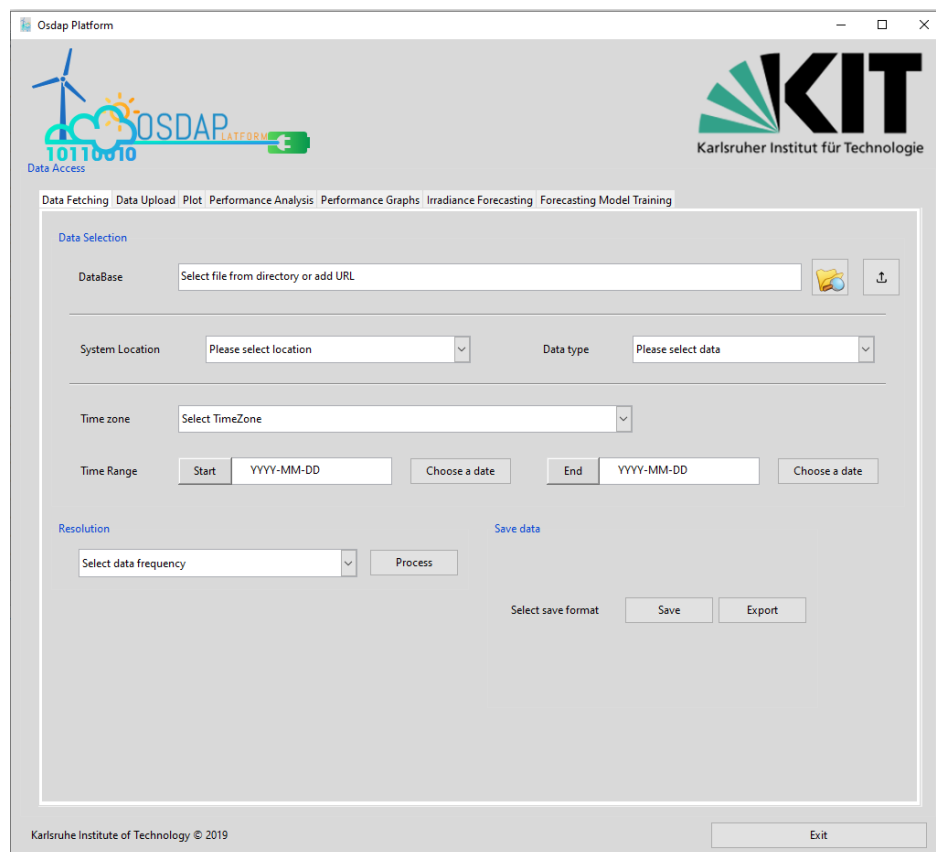 Osdap Platform
OSDAP
LATFORM
10110010
KIT
Karlsruher Institut für Technologie
Data Access
Data Fetching Data Upload Plot Performance Analysis Performance Graphs Irradiance Forecasting Forecasting Model Training
Data Selection
DataBase Select file from directory or add URL
System Location Please select location Data type Please select data
Time zone Select TimeZone
Time Range Start YYYY-MM-DD Choose a date End YYYY-MM-DD Choose a date
Resolution Save data
Select data frequency Process
Select save format Save Export
Karlsruhe Institute of Technology © 2019 Exit